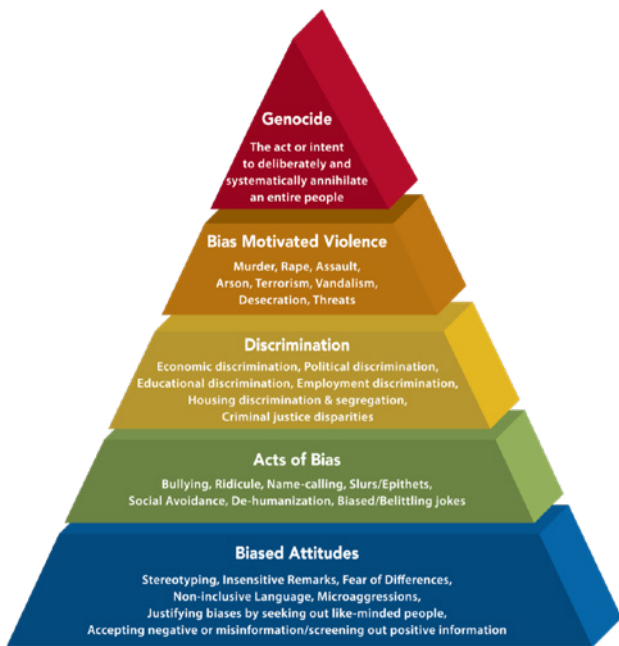 Genocide
The act or intent
to deliberately and
systematically annihilate
an entire people
Bias Motivated Violence
Murder, Rape, Assault,
Arson, Terrorism, Vandalism,
Desecration, Threats
Discrimination
Economic discrimination, Political discrimination,
Educational discrimination, Employment discrimination,
Housing discrimination & segregation,
Criminal justice disparities
Acts of Bias
Bullying, Ridicule, Name-calling, Slurs/Epithets,
Social Avoidance, De-humanization, Biased/Belittling jokes
Biased Attitudes
Stereotyping, Insensitive Remarks, Fear of Differences,
Non-inclusive Language, Microaggressions,
Justifying biases by seeking out like-minded people,
Accepting negative or misinformation/screening out positive information